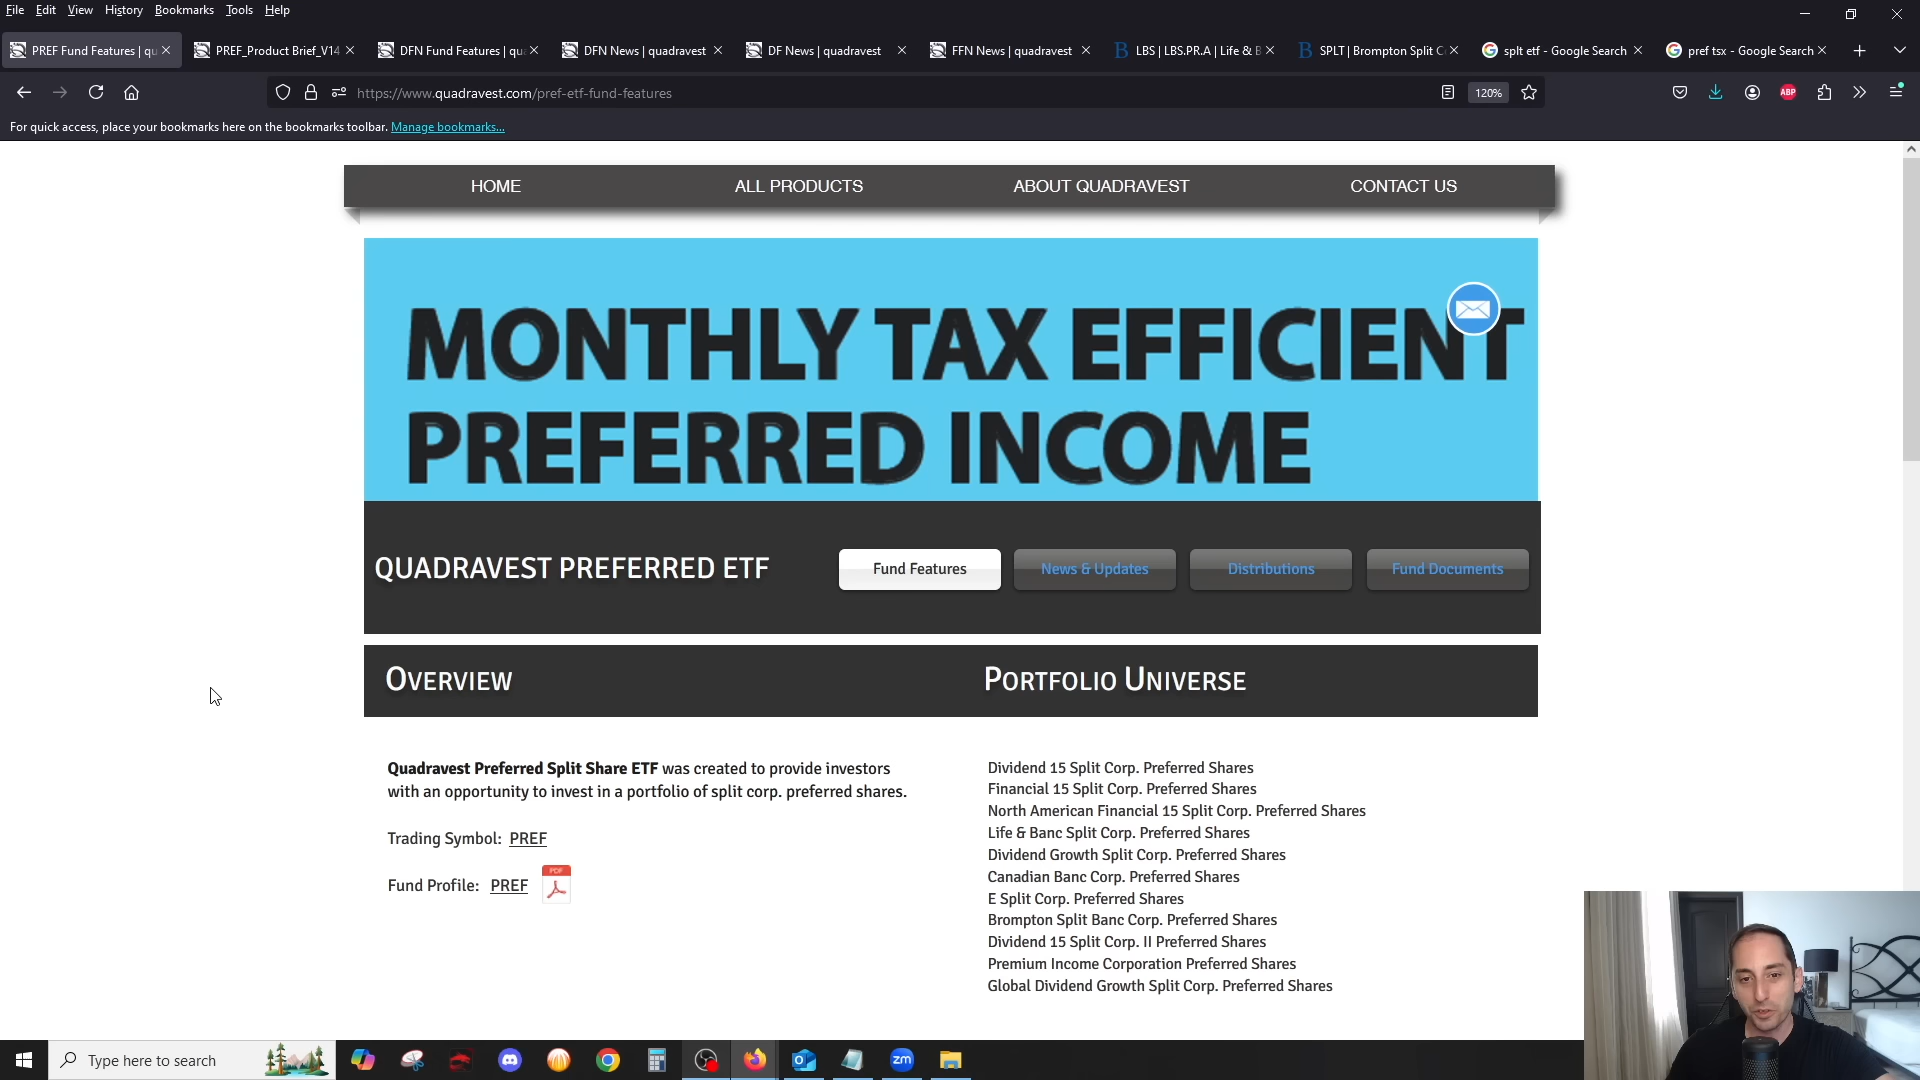 File Edit View History Bookmarks Tools Help
PREF Fund Features | qu
PREF_Product Brief_V14
DFN Fund Features | qua
DFN News | quadravest
DF News | quadravest
FFN News | quadravest
LBS | LBS.PR.A | Life & B
SPLT | Brompton Split C
splt etf - Google Search
pref tsx - Google Search
https://www.quadravest.com/pref-etf-fund-features
120%
ABP
For quick access, place your bookmarks here on the bookmarks toolbar. Manage bookmarks...
HOME
ALL PRODUCTS
ABOUT QUADRAVEST
CONTACT US
MONTHLY TAX EFFICIENT
PREFERRED INCOME
QUADRAVEST PREFERRED ETF
Fund Features
News & Updates
Distributions
Fund Documents
OVERVIEW
PORTFOLIO UNIVERSE
Quadravest Preferred Split Share ETF was created to provide investors
with an opportunity to invest in a portfolio of split corp. preferred shares.
Trading Symbol: PREF
Fund Profile: PREF
PDF
Dividend 15 Split Corp. Preferred Shares
Financial 15 Split Corp. Preferred Shares
North American Financial 15 Split Corp. Preferred Shares
Life & Banc Split Corp. Preferred Shares
Dividend Growth Split Corp. Preferred Shares
Canadian Banc Corp. Preferred Shares
E Split Corp. Preferred Shares
Brompton Split Banc Corp. Preferred Shares
Dividend 15 Split Corp. II Preferred Shares
Premium Income Corporation Preferred Shares
Global Dividend Growth Split Corp. Preferred Shares
Type here to search
zm